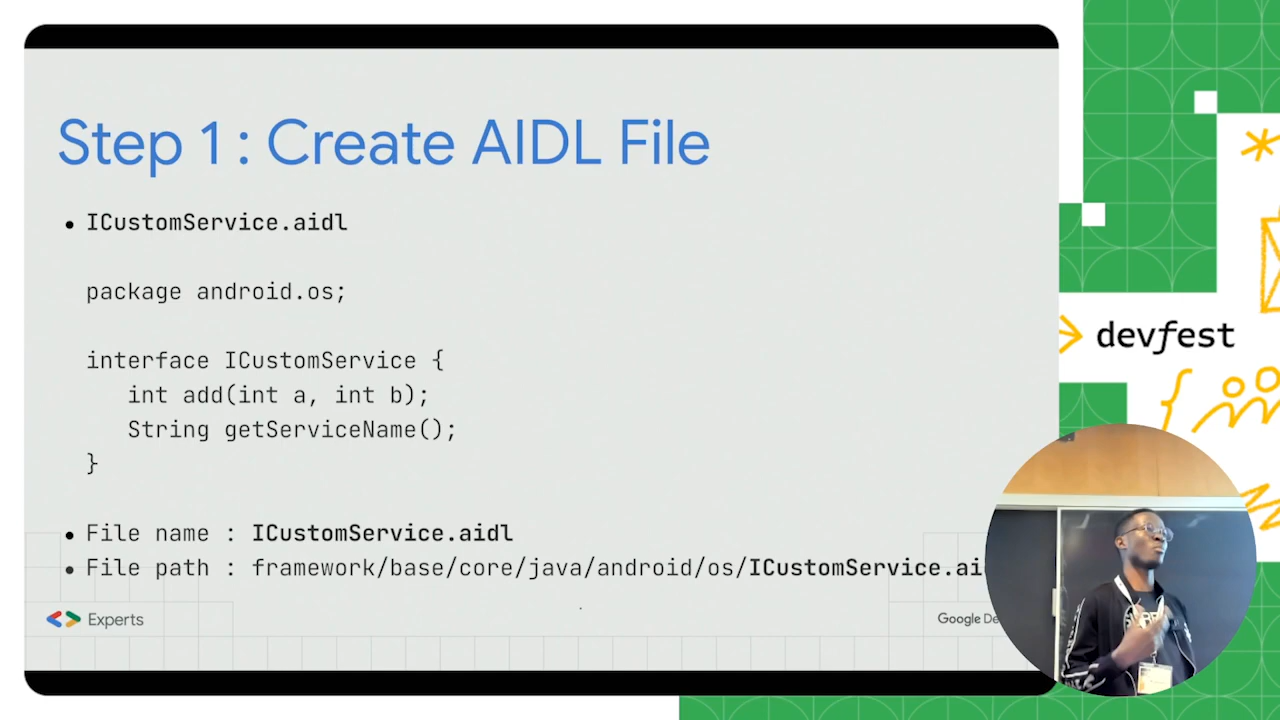 Step 1 : Create AIDL File
• ICustomService.aidl
package android.os;
interface ICustomService {
int add(int a, int b);
String getServiceName();
}
• File name : ICustomService.aidl
• File path : framework/base/core/java/android/os/ICustomService.ai
Experts
Google De
devfest